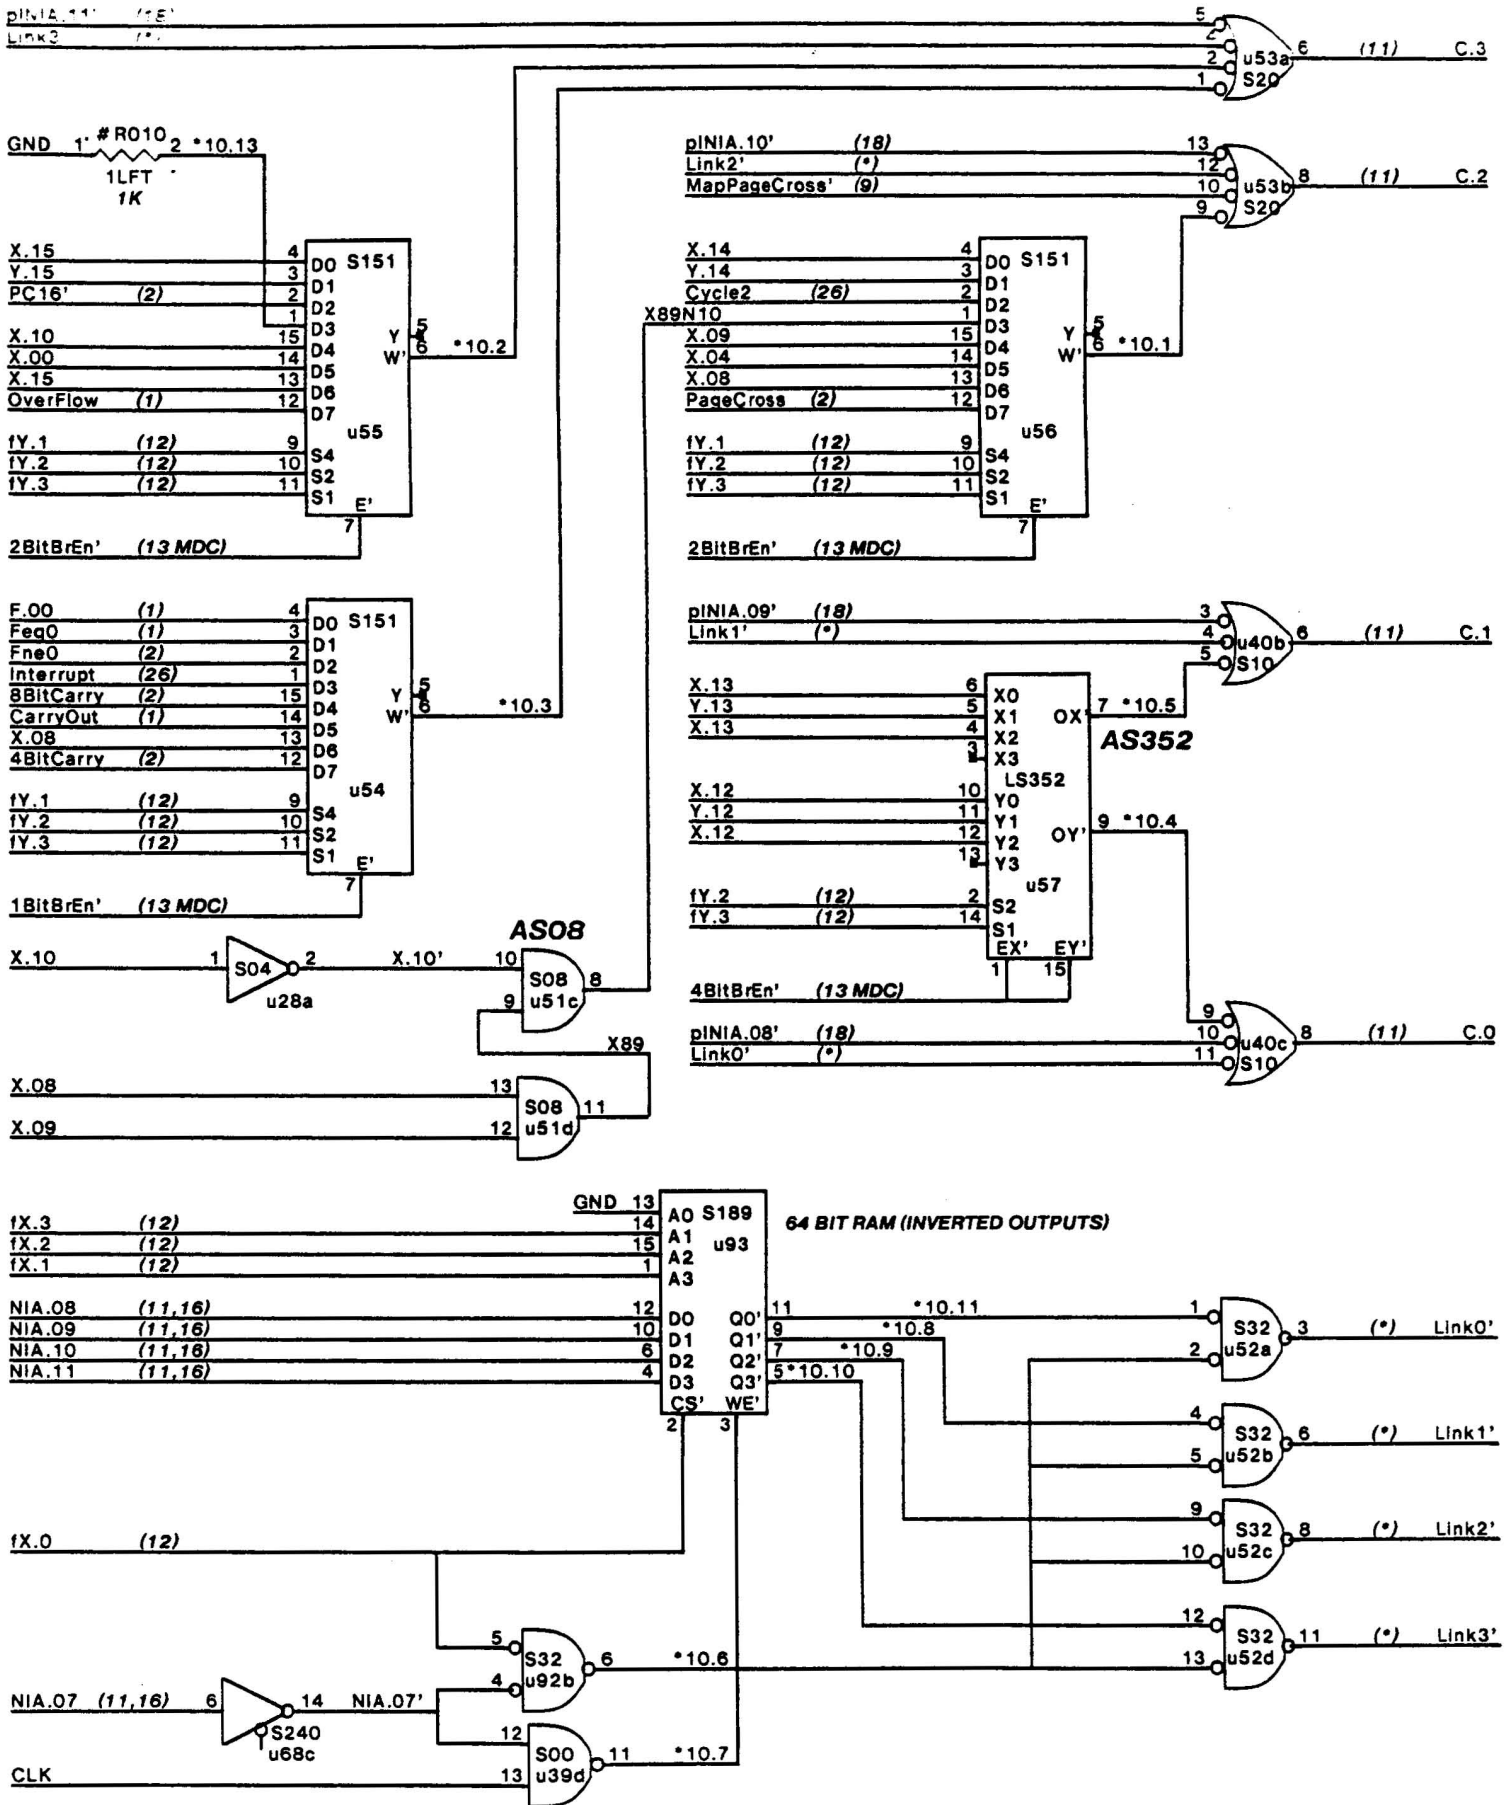 pINIA.11' (18) 5
Link3 (*) 2 u53a 6 (11) C.3
2 S20
1
GND 1' #R010 2 *10.13
1LFT
1K
pINIA.10' (18) 13
Link2' (*) 12 u53b 8 (11) C.2
MapPageCross' (9) 10 S20
9
X.15 4 D0 S151
Y.15 3 D1
PC16' (2) 2 D2
1 D3 Y 5
X.10 15 D4 W' 6 *10.2
X.00 14 D5
X.15 13 D6
OverFlow (1) 12 D7
u55
fY.1 (12) 9 S4
fY.2 (12) 10 S2
fY.3 (12) 11 S1
E'
7
2BitBrEn' (13 MDC)
X.14 4 D0 S151
Y.14 3 D1
Cycle2 (26) 2 D2
X89N10 1 D3 Y 5
X.09 15 D4 W' 6 *10.1
X.04 14 D5
X.08 13 D6
PageCross (2) 12 D7
u56
fY.1 (12) 9 S4
fY.2 (12) 10 S2
fY.3 (12) 11 S1
E'
7
2BitBrEn' (13 MDC)
F.00 (1) 4 D0 S151
Feq0 (1) 3 D1
Fne0 (2) 2 D2
Interrupt (26) 1 D3 Y 5
8BitCarry (2) 15 D4 W' 6 *10.3
CarryOut (1) 14 D5
X.08 13 D6
4BitCarry (2) 12 D7
u54
fY.1 (12) 9 S4
fY.2 (12) 10 S2
fY.3 (12) 11 S1
E'
7
1BitBrEn' (13 MDC)
pINIA.09' (18) 3
Link1' (*) 4 u40b 6 (11) C.1
5 S10
X.13 6 X0
Y.13 5 X1 OX' 7 *10.5
X.13 4 X2 AS352
3 X3
LS352
X.12 10 Y0
Y.12 11 Y1 OY' 9 *10.4
X.12 12 Y2
13 Y3
u57
fY.2 (12) 2 S2
fY.3 (12) 14 S1
EX' EY'
1 15
4BitBrEn' (13 MDC)
9
pINIA.08' (18) 10 u40c 8 (11) C.0
Link0' (*) 11 S10
AS08
X.10 1 S04 2 X.10' 10 S08 8
u28a 9 u51c
X89
X.08 13 S08 11
X.09 12 u51d
GND 13 A0 S189 64 BIT RAM (INVERTED OUTPUTS)
fX.3 (12) 14 A1 u93
fX.2 (12) 15 A2
fX.1 (12) 1 A3
NIA.08 (11,16) 12 D0 Q0' 11 *10.11 1 S32 3 (*) Link0'
NIA.09 (11,16) 10 D1 Q1' 9 *10.8 2 u52a
NIA.10 (11,16) 6 D2 Q2' 7 *10.9
NIA.11 (11,16) 4 D3 Q3' 5 *10.10
CS' WE'
2 3
4 S32 6 (*) Link1'
5 u52b
9 S32 8 (*) Link2'
10 u52c
fX.0 (12)
12 S32 11 (*) Link3'
13 u52d
5 S32 6 *10.6
4 u92b
NIA.07 (11,16) 6 14 NIA.07'
S240
u68c
12 S00 11 *10.7
CLK 13 u39d